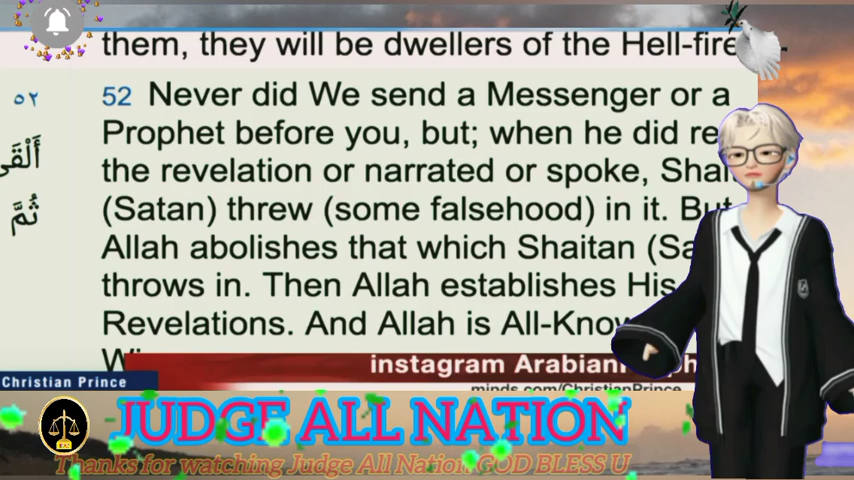 them, they will be dwellers of the Hell-fire
٥٢
52 Never did We send a Messenger or a
Prophet before you, but; when he did re
the revelation or narrated or spoke, Shai
(Satan) threw (some falsehood) in it. But
Allah abolishes that which Shaitan (Sa
throws in. Then Allah establishes His
Revelations. And Allah is All-Know
أَلْقَى
ثُمَّ
instagram Arabian
minds.com/ChristianPrince
Christian Prince
JUDGE ALL NATION
Thanks for watching Judge All Nation GOD BLESS U